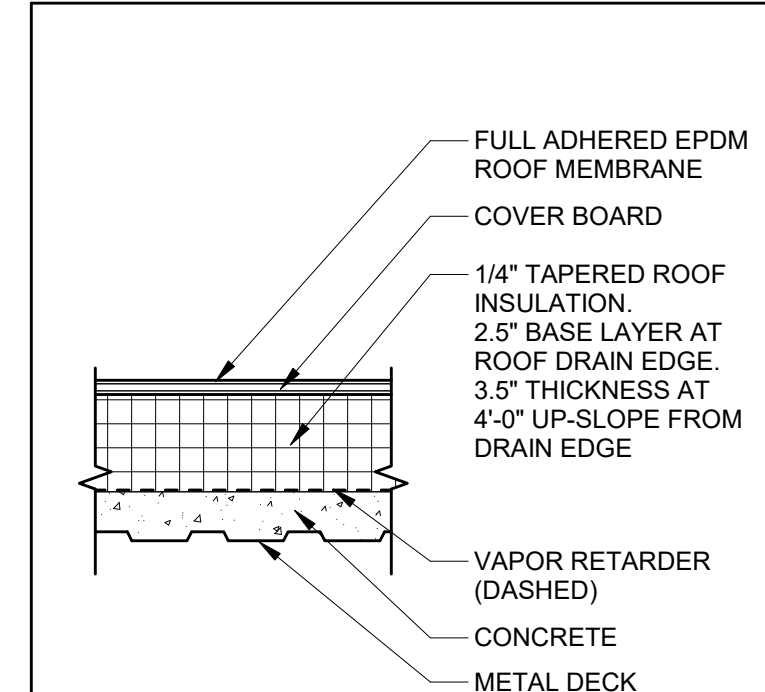 FULL ADHERED EPDM
ROOF MEMBRANE
COVER BOARD
1/4" TAPERED ROOF
INSULATION.
2.5" BASE LAYER AT
ROOF DRAIN EDGE.
3.5" THICKNESS AT
4'-0" UP-SLOPE FROM
DRAIN EDGE
VAPOR RETARDER
(DASHED)
CONCRETE
METAL DECK